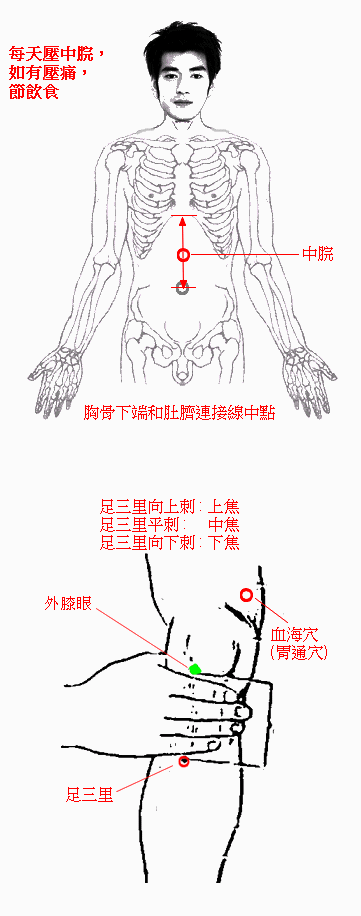 每天壓中脘，
如有壓痛，
節飲食
中脘
胸骨下端和肚臍連接線中點
足三里向上刺：上焦
足三里平刺：　中焦
足三里向下刺：下焦
外膝眼
血海穴
(胃通穴)
足三里